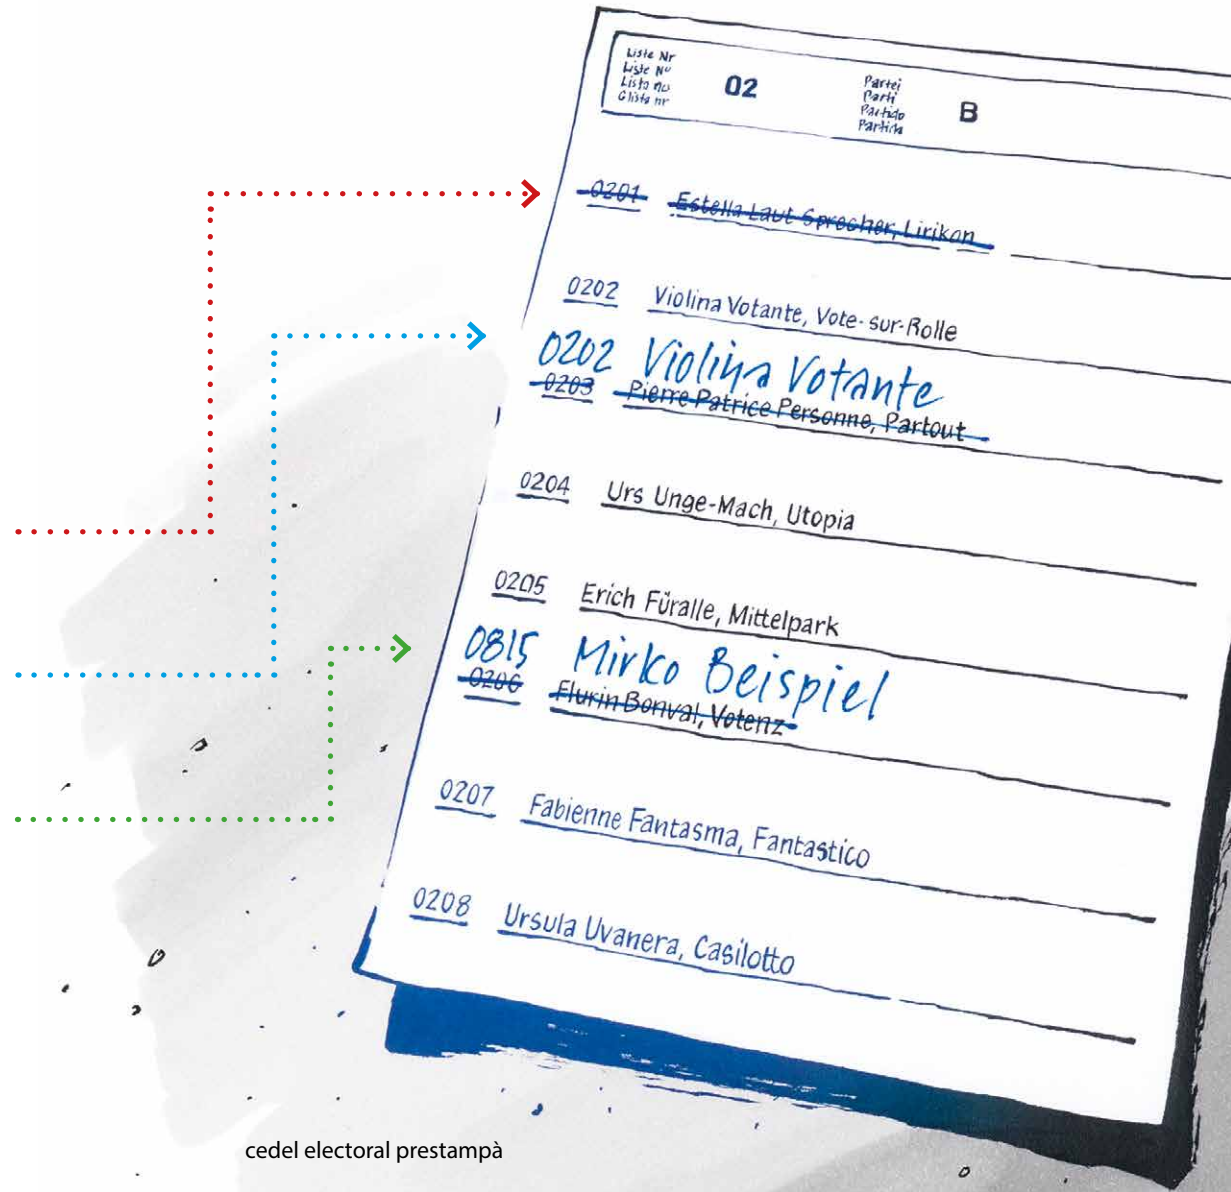 Liste Nr
Liste No
Lista no
Glista nr
02
Partei
Parti
Partito
Partida
B
0201 Estella Laut-Sprecher, Lirikon
0202 Violina Votante, Vote-sur-Rolle
0202 Violina Votante
0203 Pierre Patrice Personne, Partout
0204 Urs Unge-Mach, Utopia
0205 Erich Füralle, Mittelpark
0815 Mirko Beispiel
0206 Flurin Bonval, Votenz
0207 Fabienne Fantasma, Fantastico
0208 Ursula Uvanera, Casilotto
cedel electoral prestampà